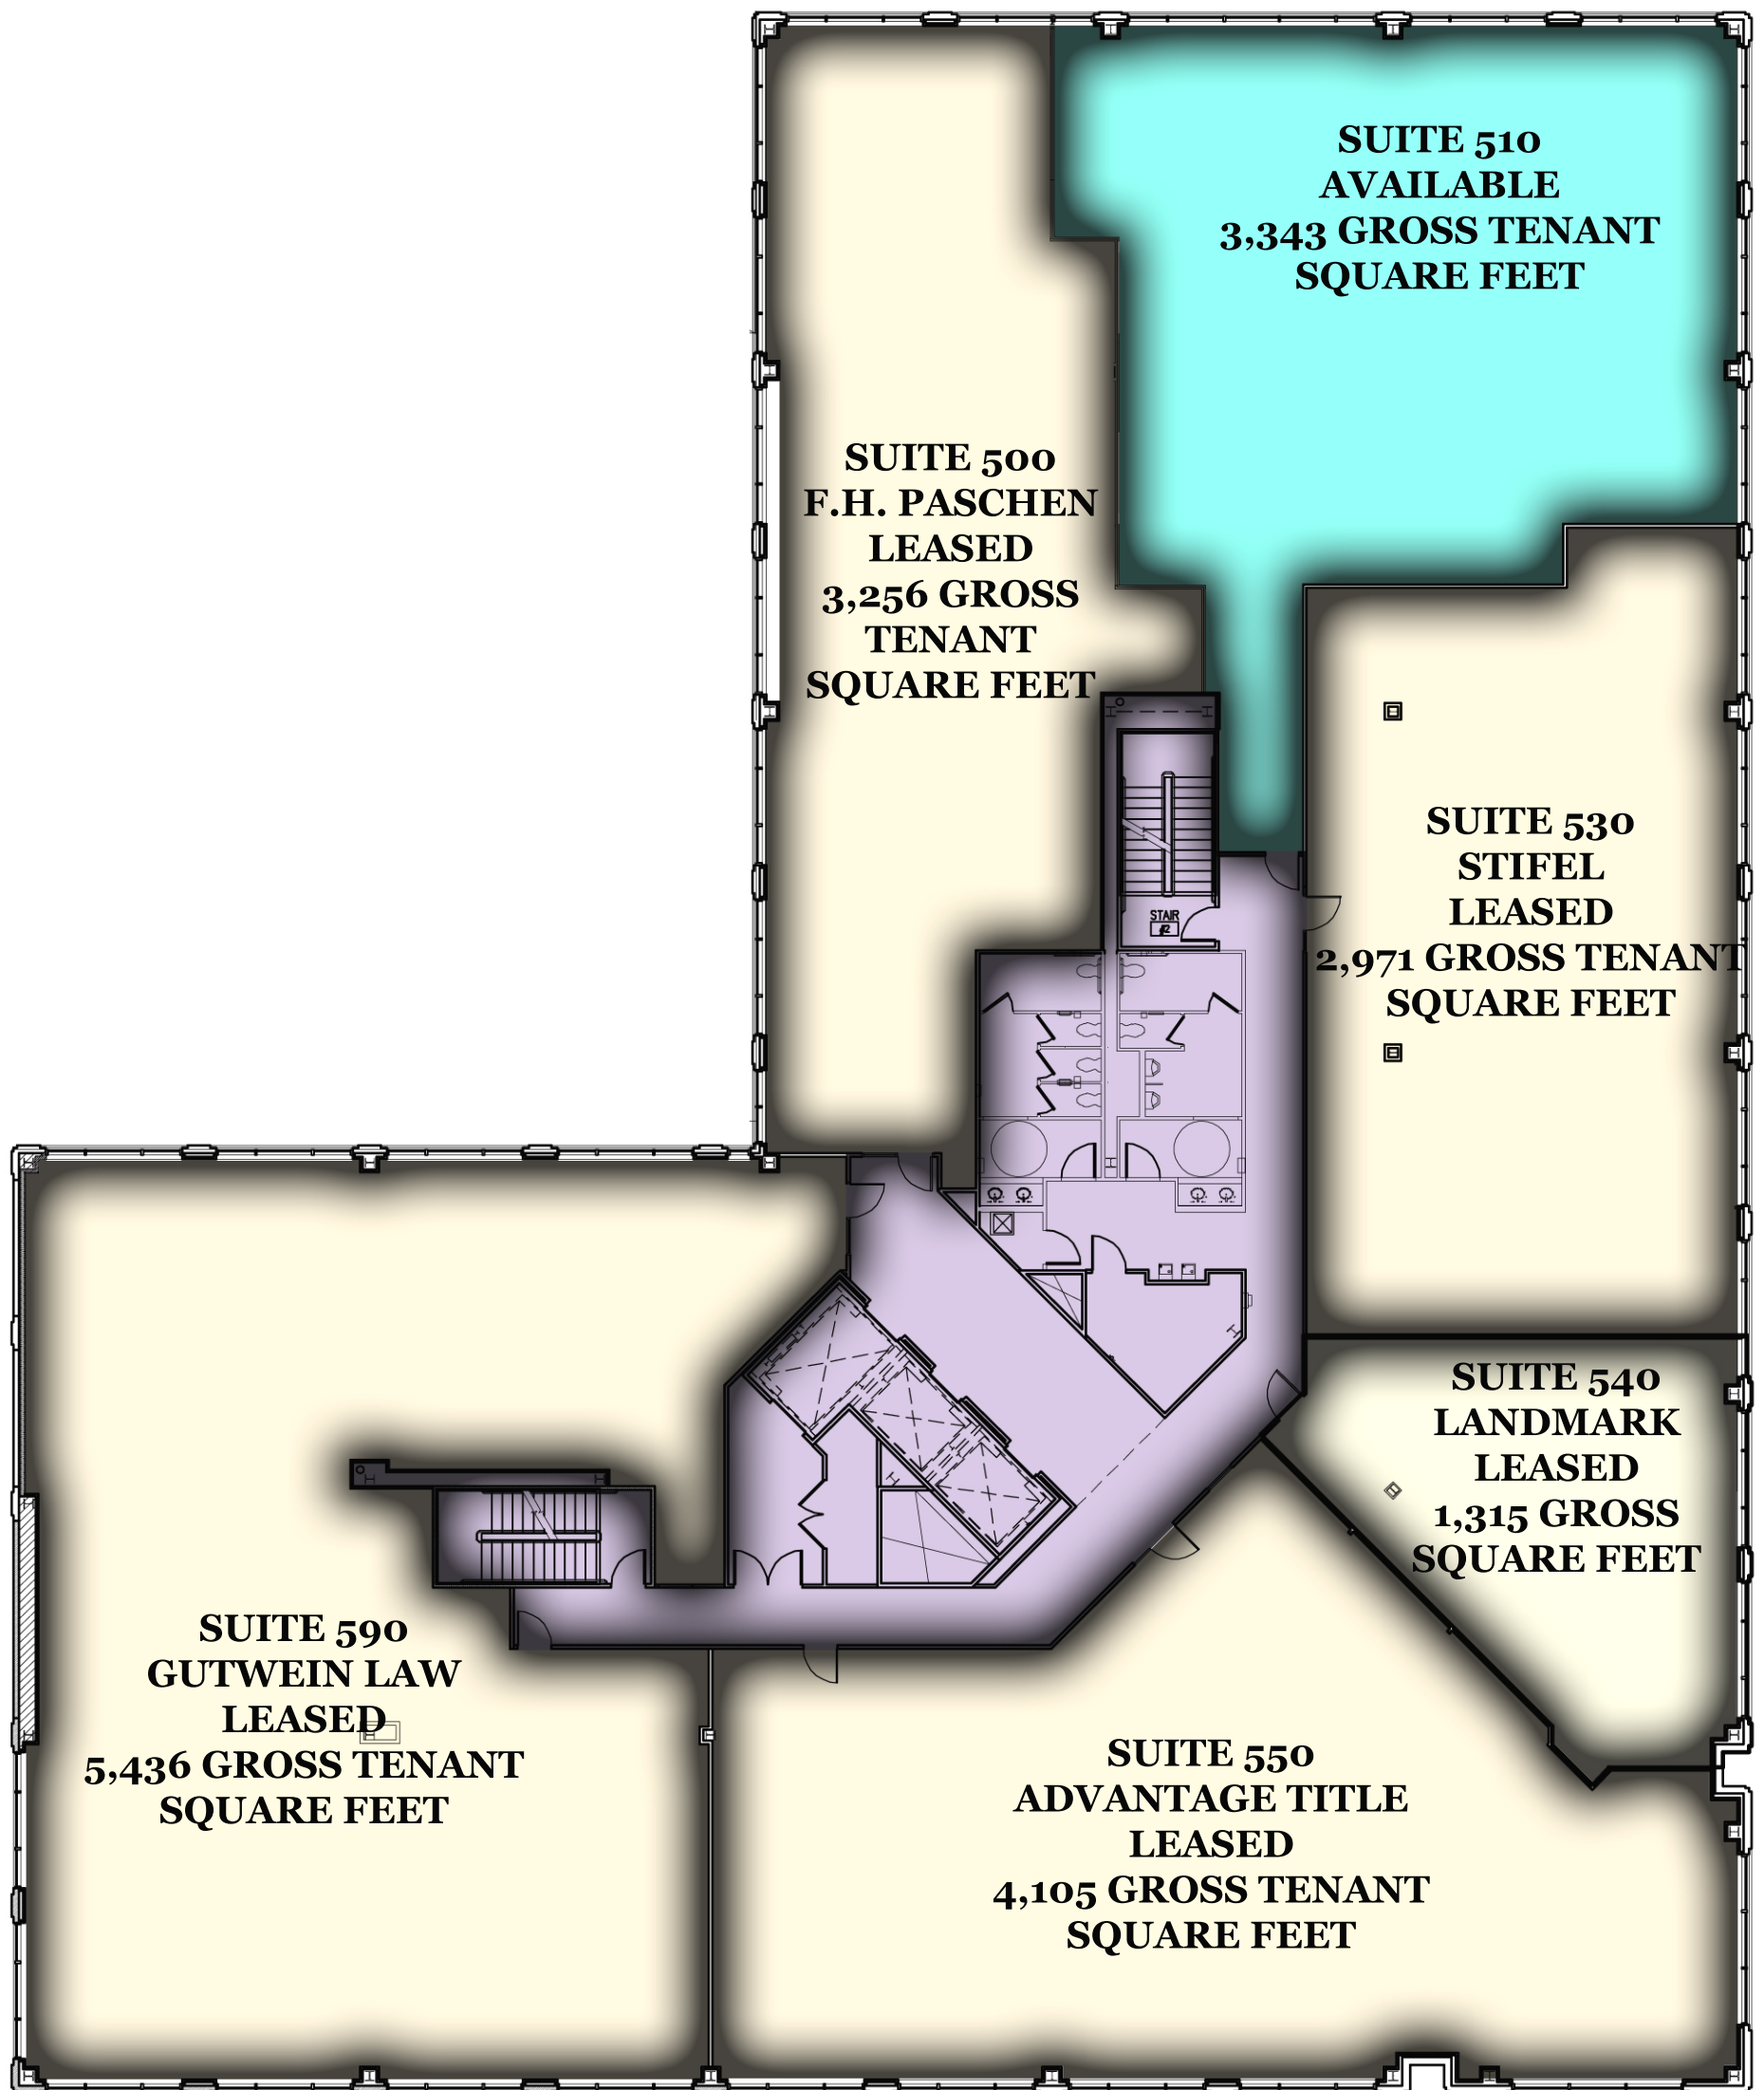 SUITE 510
AVAILABLE
3,343 GROSS TENANT
SQUARE FEET
SUITE 500
F.H. PASCHEN
LEASED
3,256 GROSS
TENANT
SQUARE FEET
SUITE 530
STIFEL
LEASED
2,971 GROSS TENANT
SQUARE FEET
STAIR
#2
SUITE 540
LANDMARK
LEASED
1,315 GROSS
SQUARE FEET
SUITE 590
GUTWEIN LAW
LEASED
5,436 GROSS TENANT
SQUARE FEET
SUITE 550
ADVANTAGE TITLE
LEASED
4,105 GROSS TENANT
SQUARE FEET